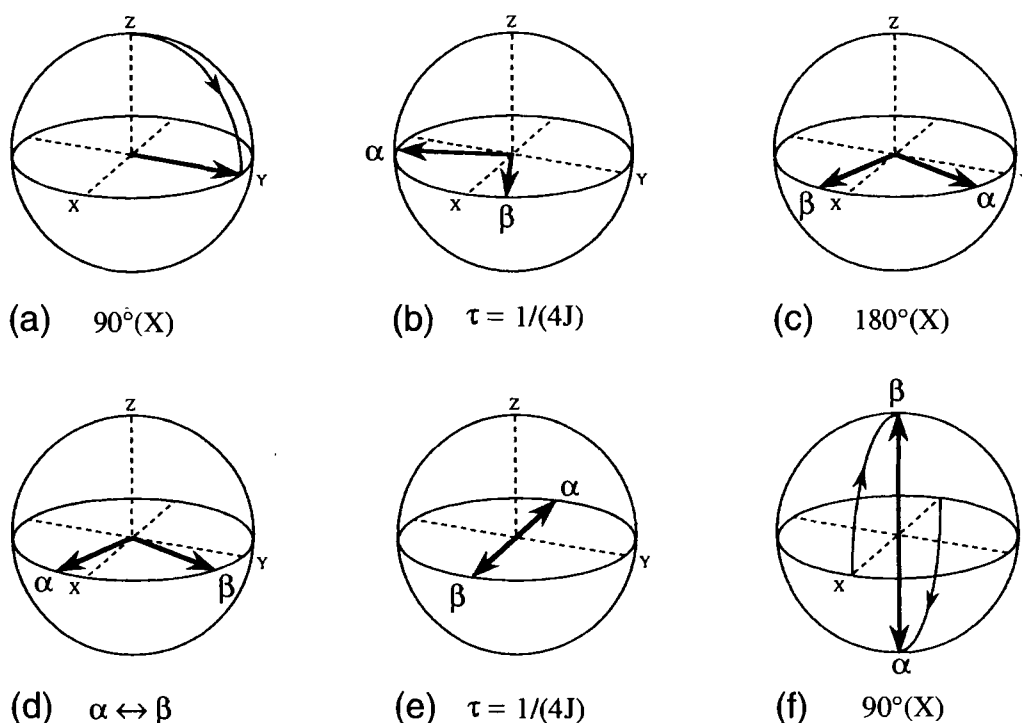 Z
Y
X
(a) 90°(X)
Z
α
Y
X
β
(b) τ = 1/(4J)
Z
Y
β
X
α
(c) 180°(X)
Z
Y
α
X
β
(d) α ↔ β
Z
α
Y
β
(e) τ = 1/(4J)
β
Y
X
α
(f) 90°(X)